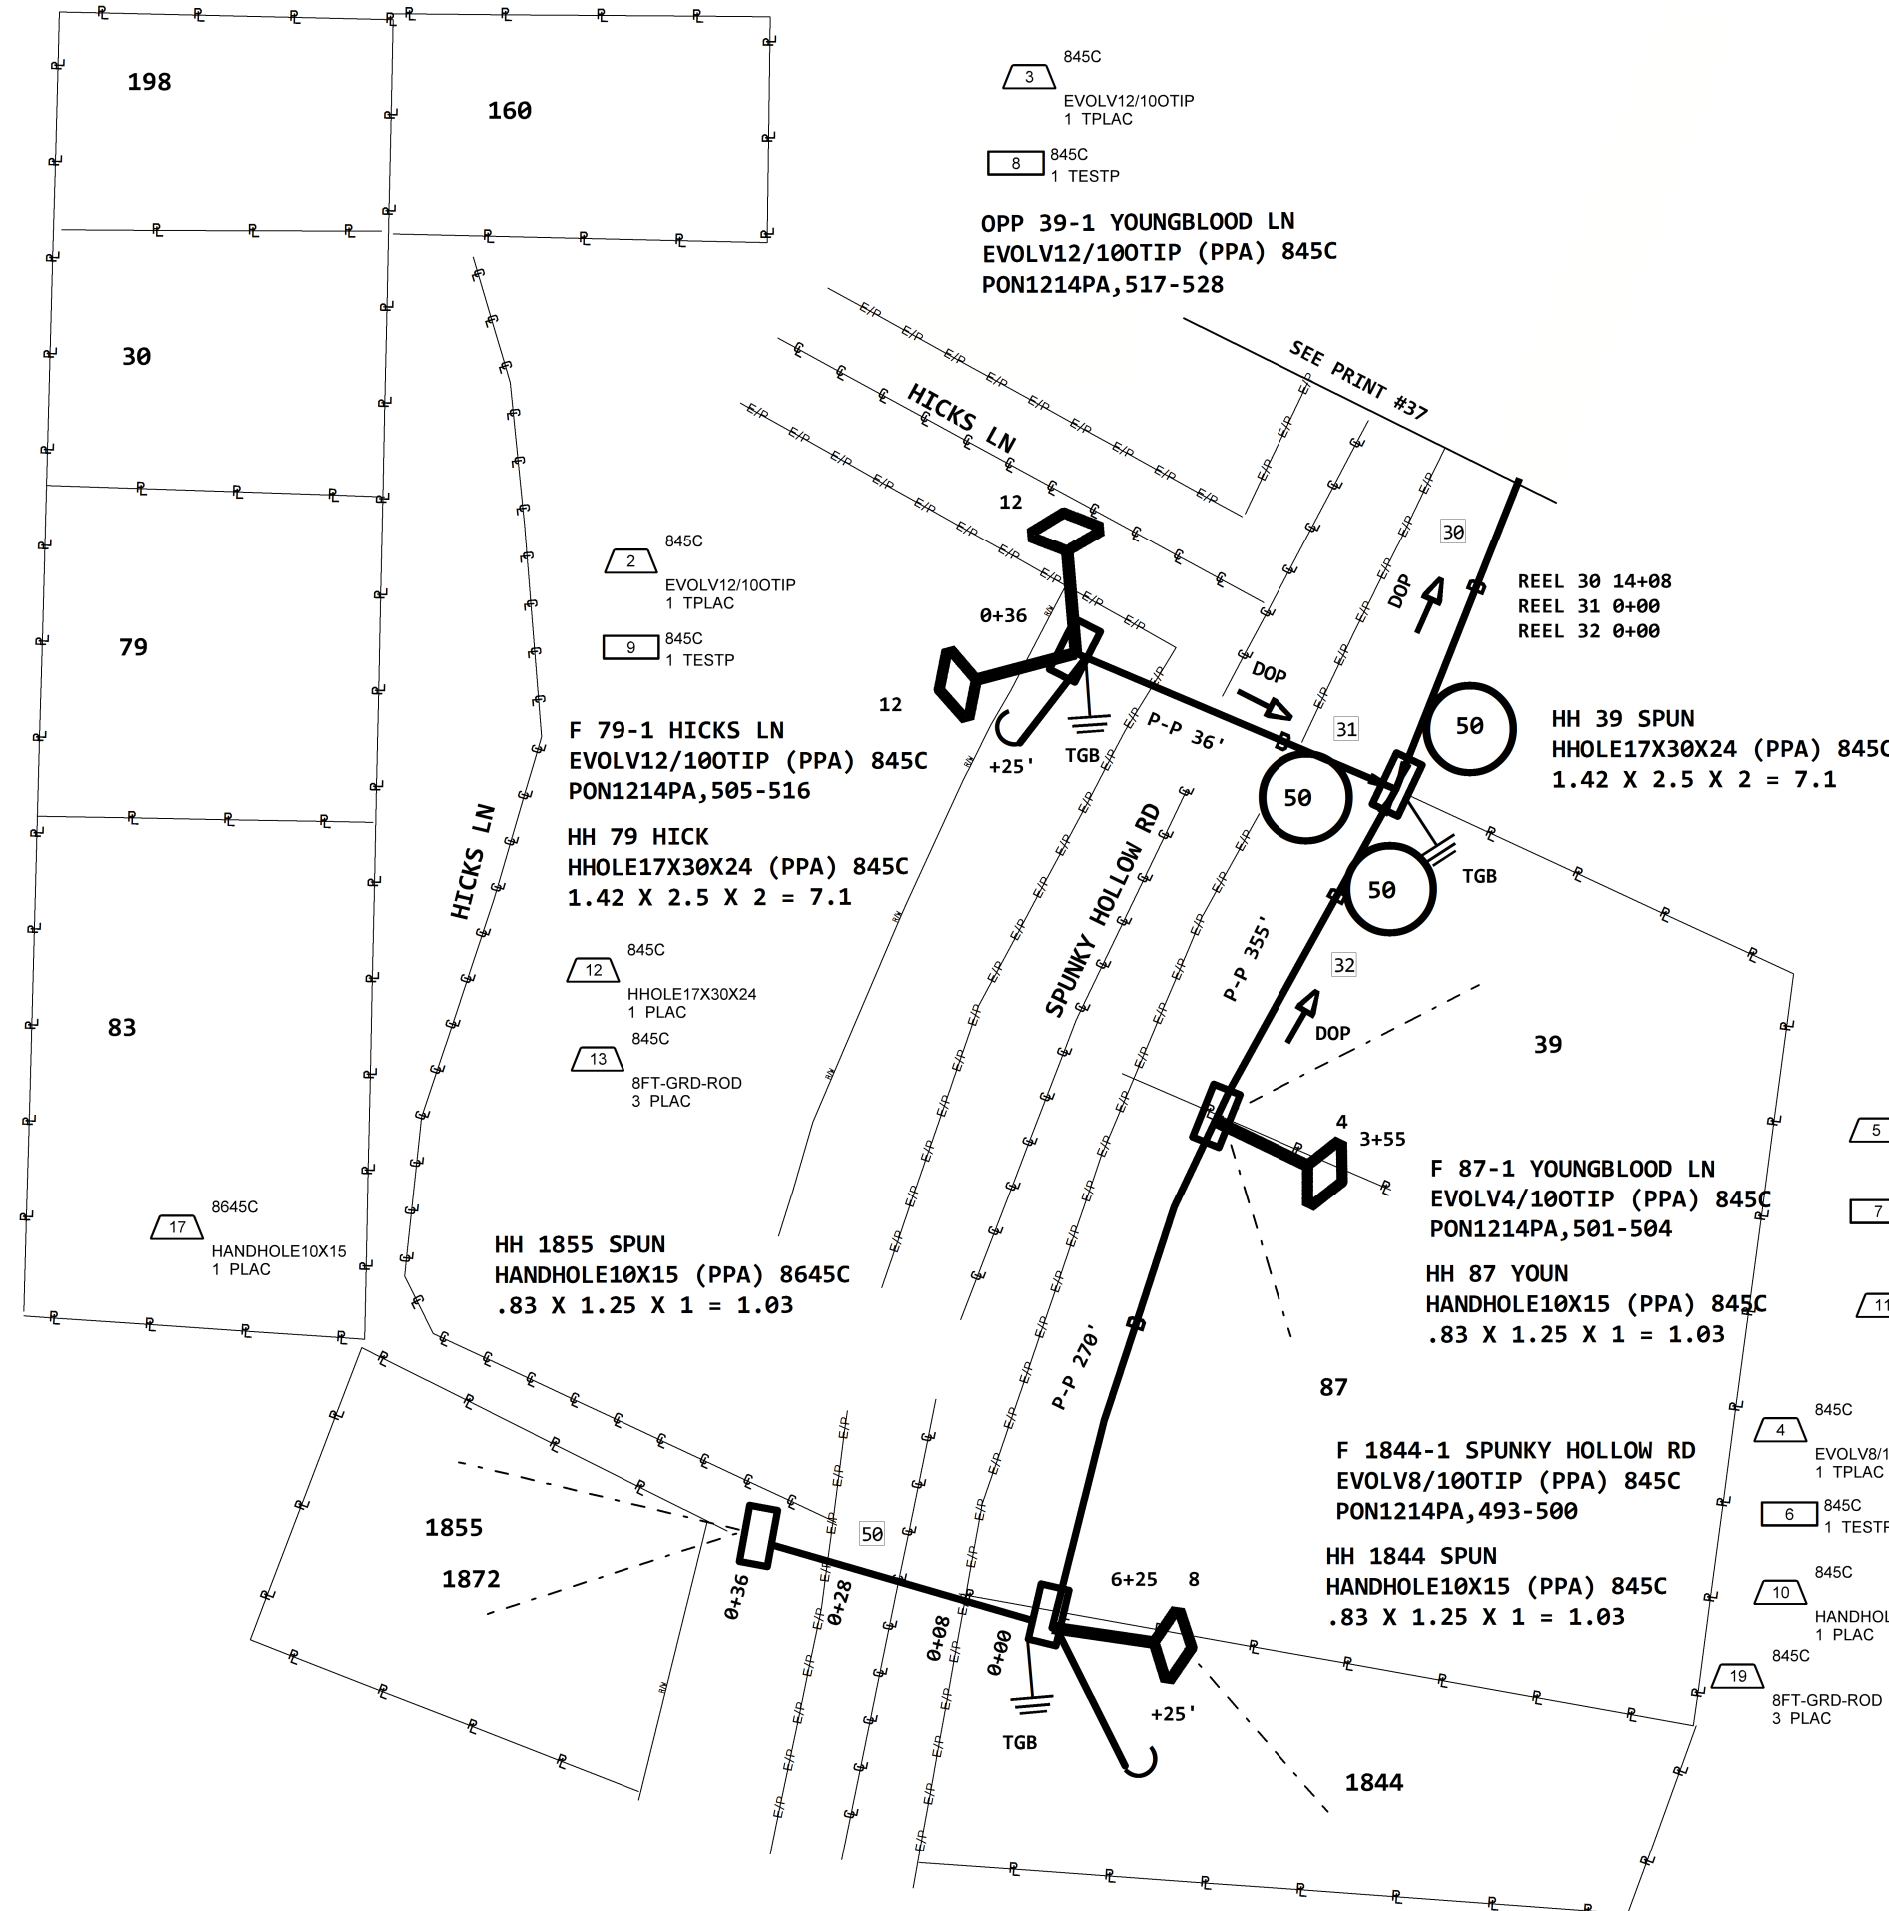 198
160
3
845C
EVOLV12/10OTIP
1 TPLAC
8
845C
1 TESTP
OPP 39-1 YOUNGBLOOD LN
EVOLV12/10OTIP (PPA) 845C
PON1214PA,517-528
30
SEE PRINT #37
HICKS LN
12
30
2
845C
EVOLV12/10OTIP
1 TPLAC
9
845C
1 TESTP
79
0+36
DOP
REEL 30 14+08
REEL 31 0+00
REEL 32 0+00
DOP
12
+25'
TGB
P-P 36'
31
50
50
HH 39 SPUN
HHOLE17X30X24 (PPA) 845C
1.42 X 2.5 X 2 = 7.1
F 79-1 HICKS LN
EVOLV12/10OTIP (PPA) 845C
PON1214PA,505-516
HH 79 HICK
HHOLE17X30X24 (PPA) 845C
1.42 X 2.5 X 2 = 7.1
HICKS LN
SPUNKY HOLLOW RD
50
TGB
P-P 355'
32
DOP
12
845C
HHOLE17X30X24
1 PLAC
13
845C
8FT-GRD-ROD
3 PLAC
83
39
4
3+55
5
F 87-1 YOUNGBLOOD LN
EVOLV4/10OTIP (PPA) 845C
PON1214PA,501-504
7
HH 87 YOUN
HANDHOLE10X15 (PPA) 845C
.83 X 1.25 X 1 = 1.03
11
17
8645C
HANDHOLE10X15
1 PLAC
HH 1855 SPUN
HANDHOLE10X15 (PPA) 8645C
.83 X 1.25 X 1 = 1.03
P-P 270'
87
4
845C
EVOLV8/1
1 TPLAC
F 1844-1 SPUNKY HOLLOW RD
EVOLV8/10OTIP (PPA) 845C
PON1214PA,493-500
6
845C
1 TESTP
HH 1844 SPUN
HANDHOLE10X15 (PPA) 845C
.83 X 1.25 X 1 = 1.03
10
845C
HANDHOL
1 PLAC
19
845C
8FT-GRD-ROD
3 PLAC
1855
1872
50
0+36
0+28
0+08
0+00
6+25
8
TGB
+25'
1844